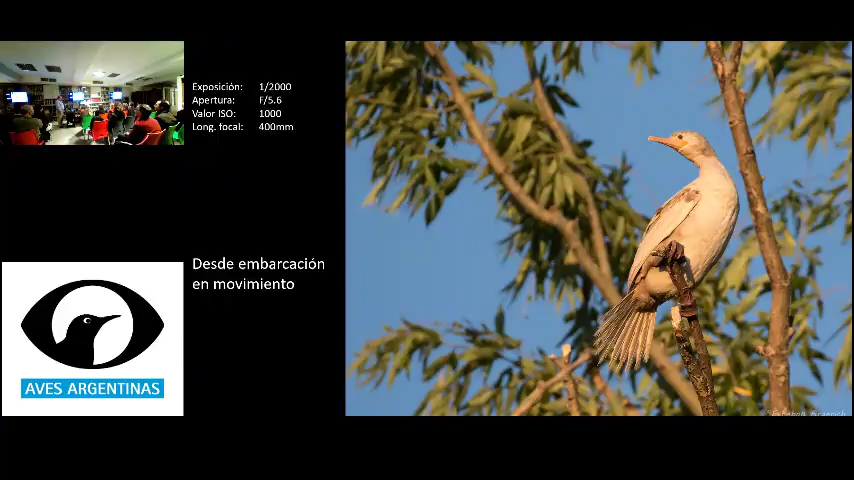 Exposición: 1/2000
Apertura: F/5.6
Valor ISO: 1000
Long. focal: 400mm
Desde embarcación
en movimiento
AVES ARGENTINAS